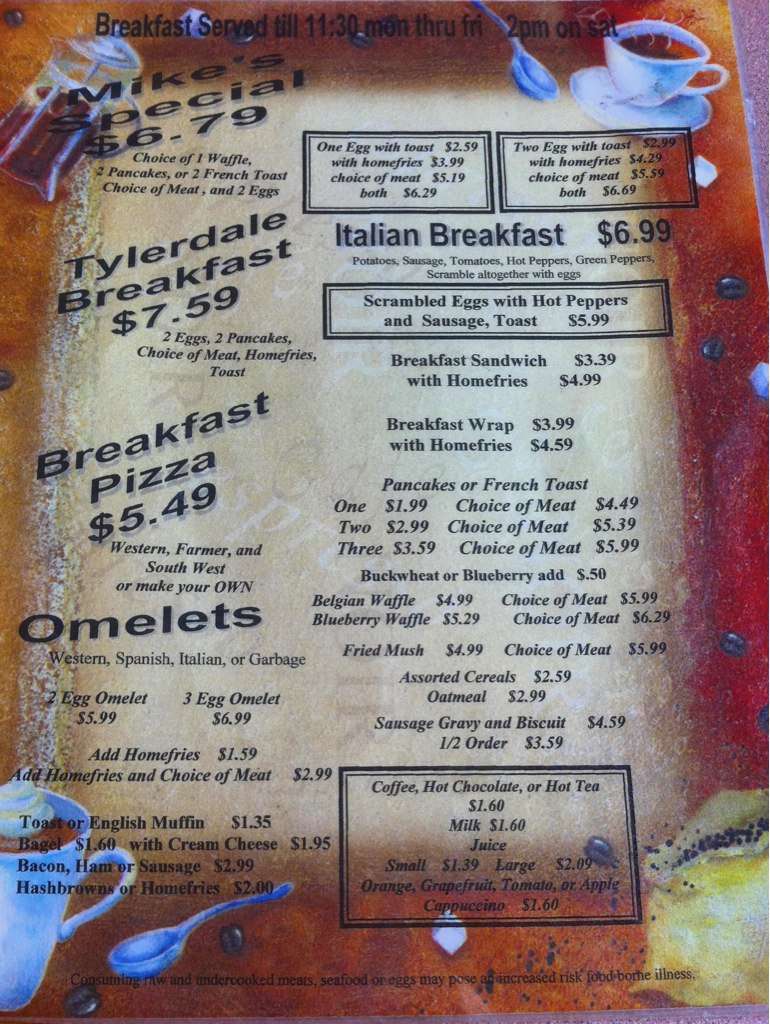 Breakfast Served till 11:30 mon thru fri 2pm on sat
Mike's
Special
$6.79
Choice of 1 Waffle,
2 Pancakes, or 2 French Toast
Choice of Meat , and 2 Eggs
One Egg with toast $2.59
with homefries $3.99
choice of meat $5.19
both $6.29
Two Egg with toast $2.99
with homefries $4.29
choice of meat $5.59
both $6.69
Tylerdale
Breakfast
$7.59
2 Eggs, 2 Pancakes,
Choice of Meat, Homefries,
Toast
Italian Breakfast $6.99
Potatoes, Sausage, Tomatoes, Hot Peppers, Green Peppers,
Scramble altogether with eggs
Scrambled Eggs with Hot Peppers
and Sausage, Toast $5.99
Breakfast Sandwich $3.39
with Homefries $4.99
Breakfast Wrap $3.99
with Homefries $4.59
Breakfast
Pizza
$5.49
Western, Farmer, and
South West
or make your OWN
Pancakes or French Toast
One $1.99 Choice of Meat $4.49
Two $2.99 Choice of Meat $5.39
Three $3.59 Choice of Meat $5.99
Buckwheat or Blueberry add $.50
Belgian Waffle $4.99 Choice of Meat $5.99
Blueberry Waffle $5.29 Choice of Meat $6.29
Fried Mush $4.99 Choice of Meat $5.99
Assorted Cereals $2.59
Oatmeal $2.99
Sausage Gravy and Biscuit $4.59
1/2 Order $3.59
Omelets
Western, Spanish, Italian, or Garbage
2 Egg Omelet 3 Egg Omelet
$5.99 $6.99
Add Homefries $1.59
Add Homefries and Choice of Meat $2.99
Toast or English Muffin $1.35
Bagel $1.60 with Cream Cheese $1.95
Bacon, Ham or Sausage $2.99
Hashbrowns or Homefries $2.00
Coffee, Hot Chocolate, or Hot Tea
$1.60
Milk $1.60
Juice
Small $1.39 Large $2.09
Orange, Grapefruit, Tomato, or Apple
Cappuccino $1.60
Consuming raw and undercooked meats, seafood or eggs may pose an increased risk food-borne illness.